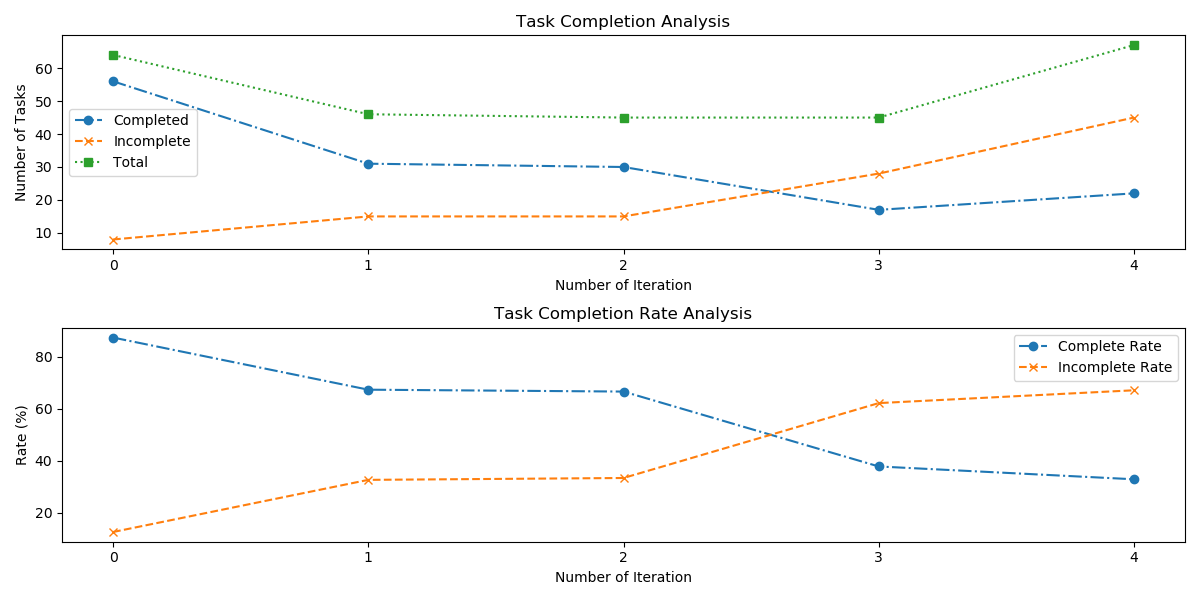 Task Completion Analysis
Number of Tasks
60
50
40
30
20
10
Completed
Incomplete
Total
0 1 2 3 4
Number of Iteration
Task Completion Rate Analysis
Rate (%)
80
60
40
20
Complete Rate
Incomplete Rate
0 1 2 3 4
Number of Iteration